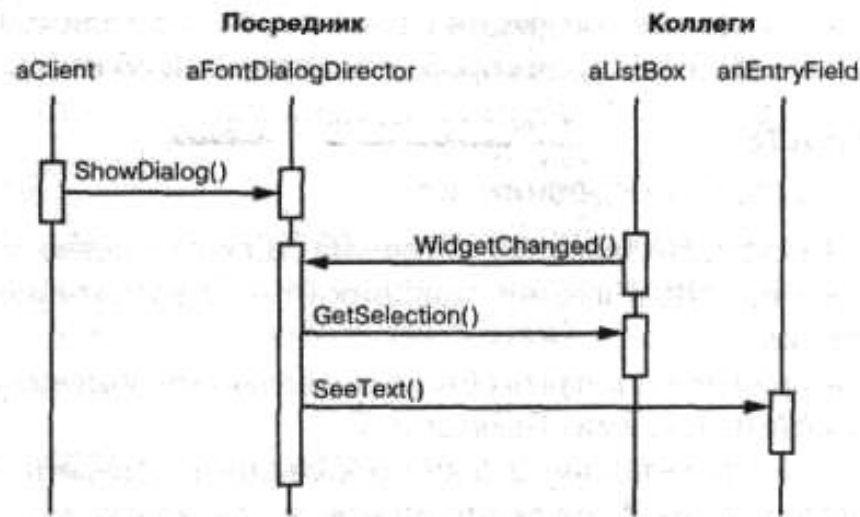 Посредник Коллеги
aClient aFontDialogDirector aListBox anEntryField
ShowDialog()
WidgetChanged()
GetSelection()
SeeText()